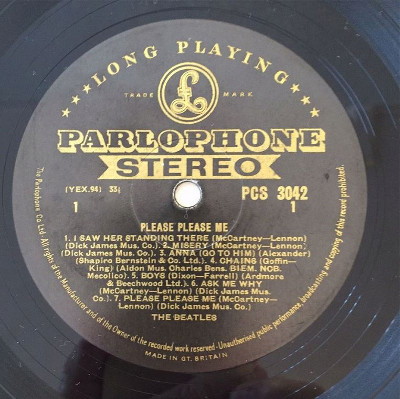 ★★★ LONG PLAYING ★★★
TRADE MARK
£
PARLOPHONE
STEREO
(YEX.94) 33⅓ PCS 3042
1 1
PLEASE PLEASE ME
1. I SAW HER STANDING THERE (McCartney—Lennon)
(Dick James Mus. Co.). 2. MISERY (McCartney—Lennon)
(Dick James Mus. Co.) 3. ANNA (GO TO HIM) (Alexander)
(Shapiro Bernstein & Co. Ltd.). 4. CHAINS (Goffin—
King) (Aldon Mus. Charles Bens. BIEM. NOB.
Mecolico). 5. BOYS (Dixon—Farrell) (Ardmore
& Beechwood Ltd.) 6. ASK ME WHY
(McCartney—Lennon) (Dick James Mus.
Co.). 7. PLEASE PLEASE ME (McCartney—
Lennon) (Dick James Mus. Co.)
THE BEATLES
The Parlophone Co. Ltd. All rights of the Manufacturer and of the Owner of the recorded work reserved · Unauthorised public performance, broadcasting and copying of this record prohibited.
MADE IN GT. BRITAIN